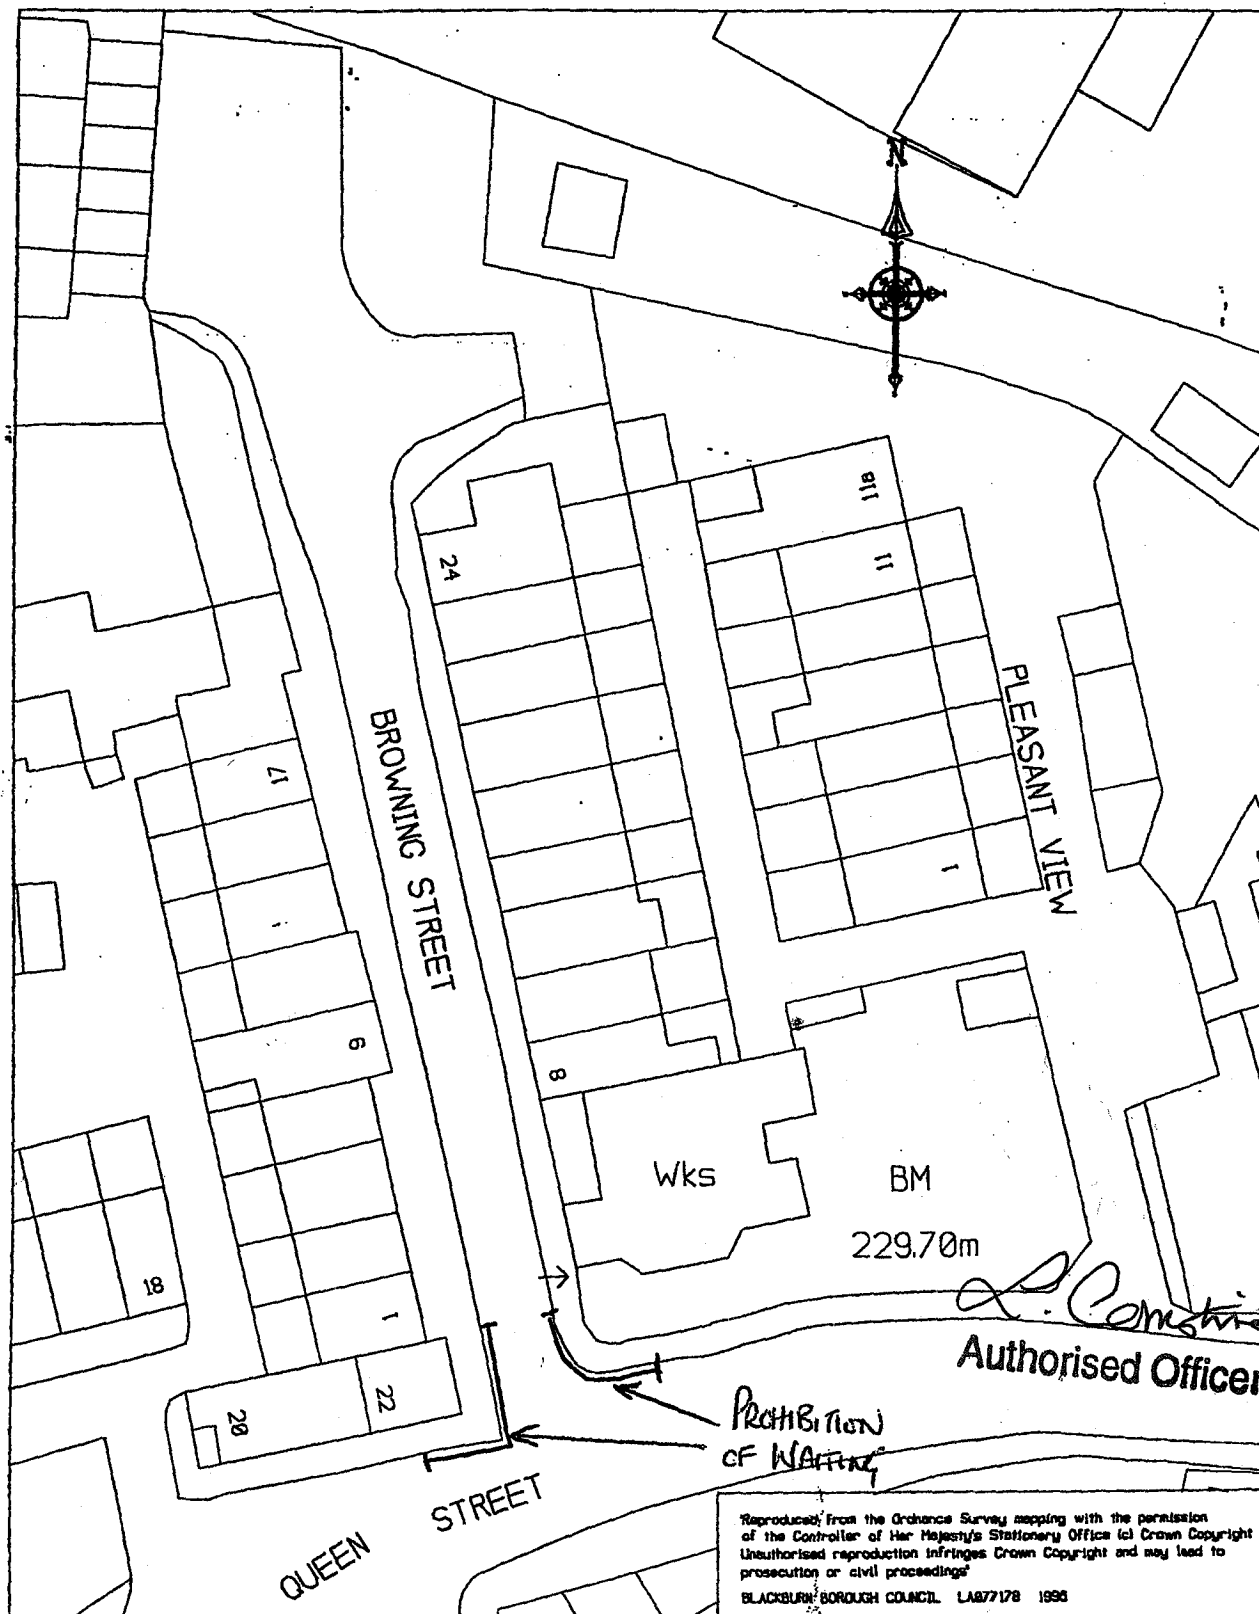 N
11B
11
24
PLEASANT VIEW
BROWNING STREET
17
1
9
8
Wks
BM
229.70m
18
1
Authorised Officer
22
20
PROHIBITION
OF WAITING
QUEEN STREET
"Reproduced from the Ordnance Survey mapping with the permission
of the Controller of Her Majesty's Stationery Office (c) Crown Copyright
Unauthorised reproduction infringes Crown Copyright and may lead to
prosecution or civil proceedings"
BLACKBURN BOROUGH COUNCIL LA077178